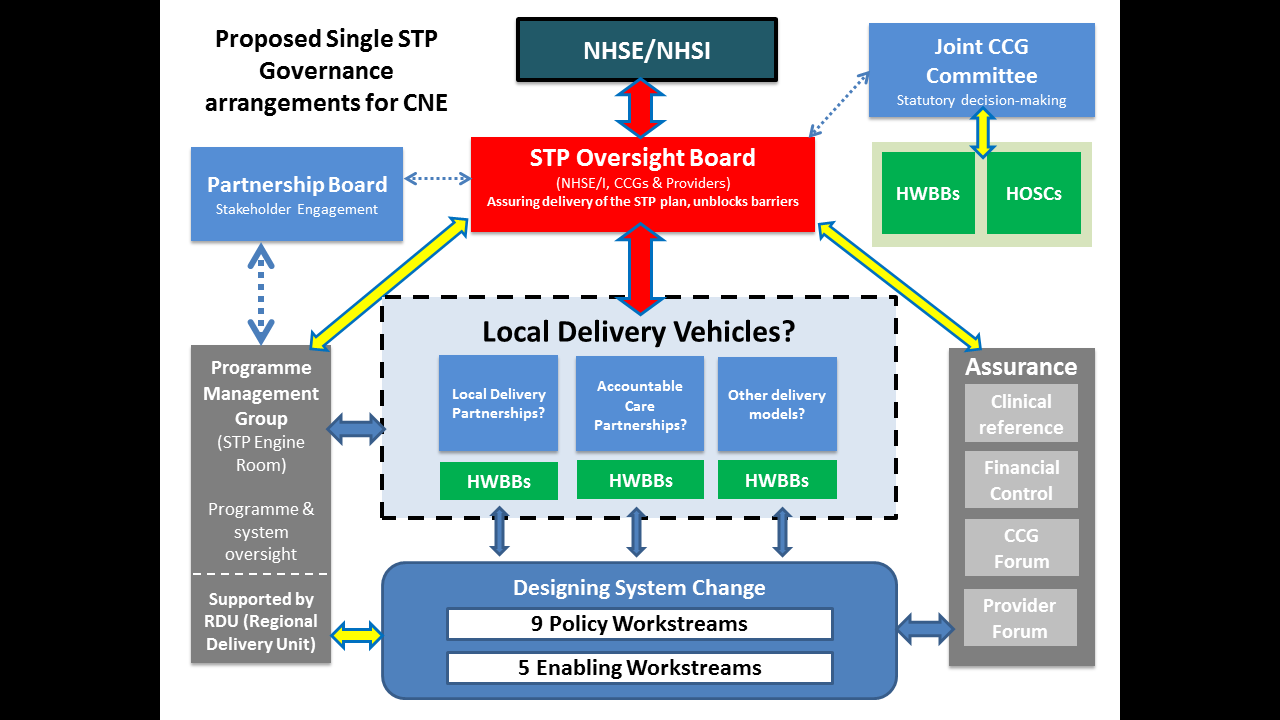 Proposed Single STP
Governance
arrangements for CNE
NHSE/NHSI
Joint CCG
Committee
Statutory decision-making
HWBBs
HOSCs
STP Oversight Board
(NHSE/I, CCGs & Providers)
Assuring delivery of the STP plan, unblocks barriers
Partnership Board
Stakeholder Engagement
Local Delivery Vehicles?
Local Delivery
Partnerships?
Accountable
Care
Partnerships?
Other delivery
models?
HWBBs
HWBBs
HWBBs
Programme
Management
Group
(STP Engine
Room)
Programme &
system
oversight
Supported by
RDU (Regional
Delivery Unit)
Designing System Change
9 Policy Workstreams
5 Enabling Workstreams
Assurance
Clinical
reference
Financial
Control
CCG
Forum
Provider
Forum